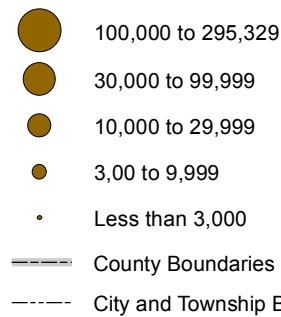 100,000 to 295,329
30,000 to 99,999
10,000 to 29,999
3,00 to 9,999
Less than 3,000
County Boundaries
City and Township